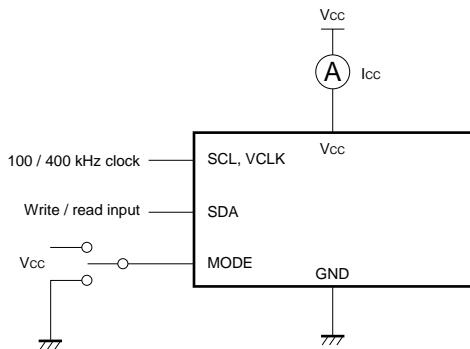 Vcc
A Icc
Vcc
100 / 400 kHz clock SCL, VCLK
Write / read input SDA
Vcc MODE
GND